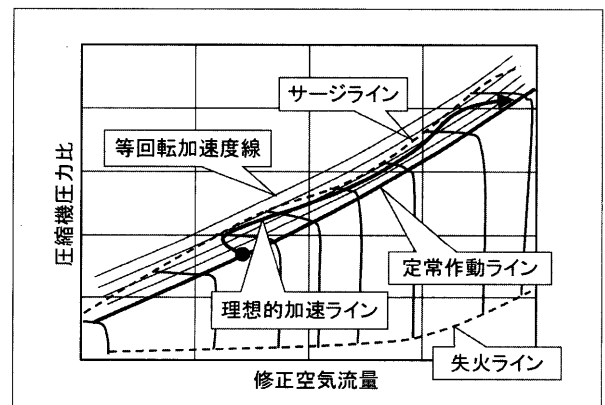 サージライン
等回転加速度線
圧縮機圧力比
定常作動ライン
理想的加速ライン
失火ライン
修正空気流量